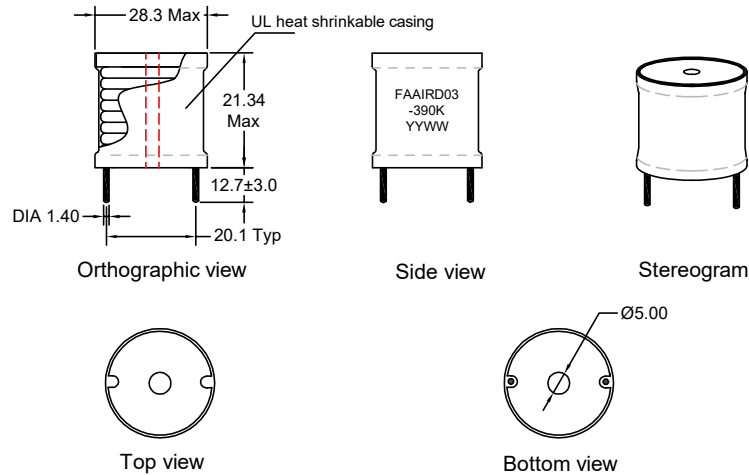 28.3 Max
UL heat shrinkable casing
21.34
Max
12.7±3.0
DIA 1.40
20.1 Typ
Orthographic view
FAAIRD03
-390K
YYWW
Side view
Stereogram
Top view
Ø5.00
Bottom view